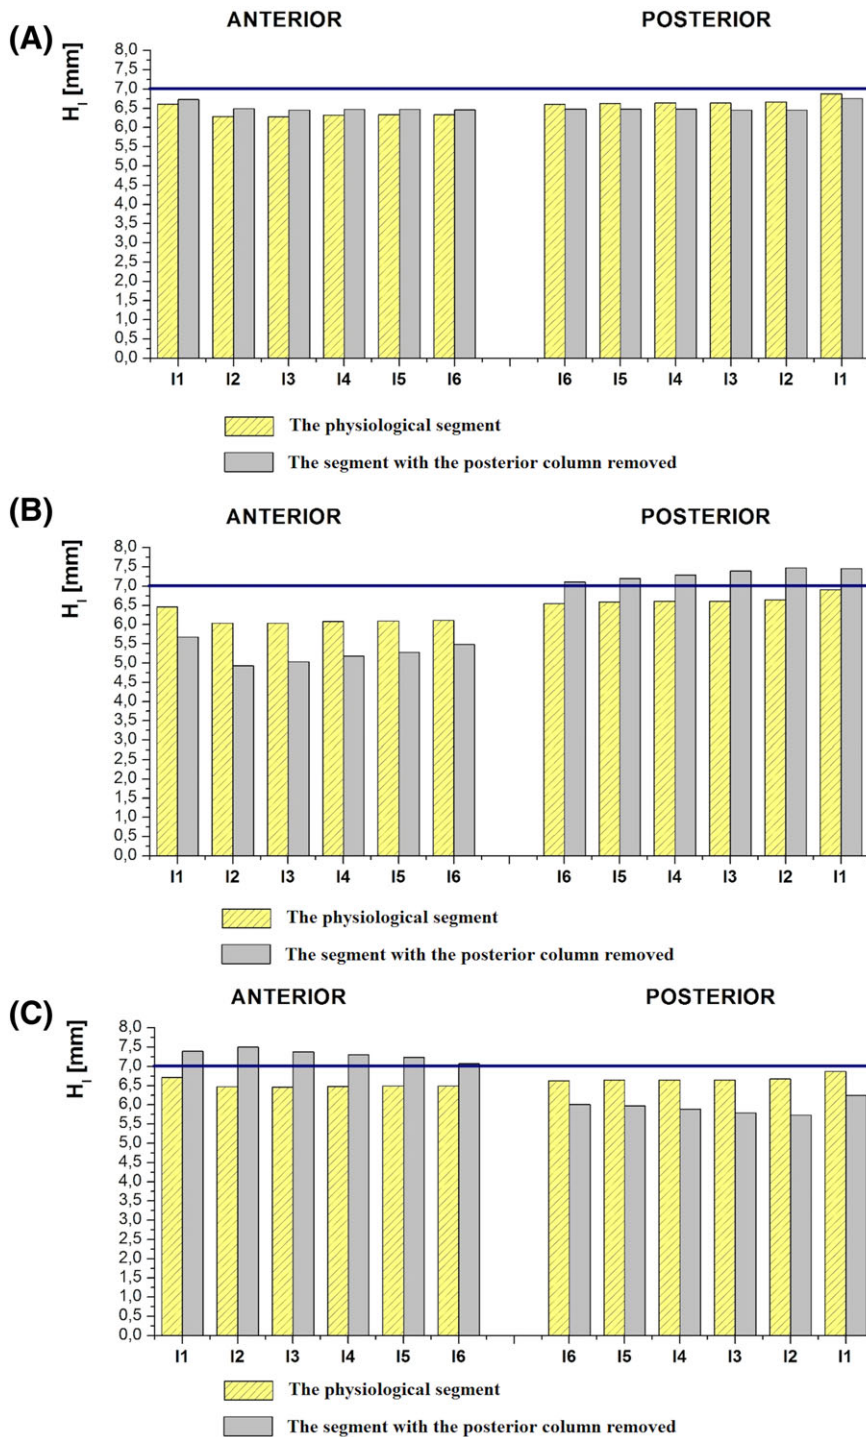 (A)
ANTERIOR POSTERIOR
H_I [mm]
8,0
7,5
7,0
6,5
6,0
5,5
5,0
4,5
4,0
3,5
3,0
2,5
2,0
1,5
1,0
0,5
0,0
I1 I2 I3 I4 I5 I6 I6 I5 I4 I3 I2 I1
The physiological segment
The segment with the posterior column removed
(B)
ANTERIOR POSTERIOR
H_I [mm]
8,0
7,5
7,0
6,5
6,0
5,5
5,0
4,5
4,0
3,5
3,0
2,5
2,0
1,5
1,0
0,5
0,0
I1 I2 I3 I4 I5 I6 I6 I5 I4 I3 I2 I1
The physiological segment
The segment with the posterior column removed
(C)
ANTERIOR POSTERIOR
H_I [mm]
8,0
7,5
7,0
6,5
6,0
5,5
5,0
4,5
4,0
3,5
3,0
2,5
2,0
1,5
1,0
0,5
0,0
I1 I2 I3 I4 I5 I6 I6 I5 I4 I3 I2 I1
The physiological segment
The segment with the posterior column removed